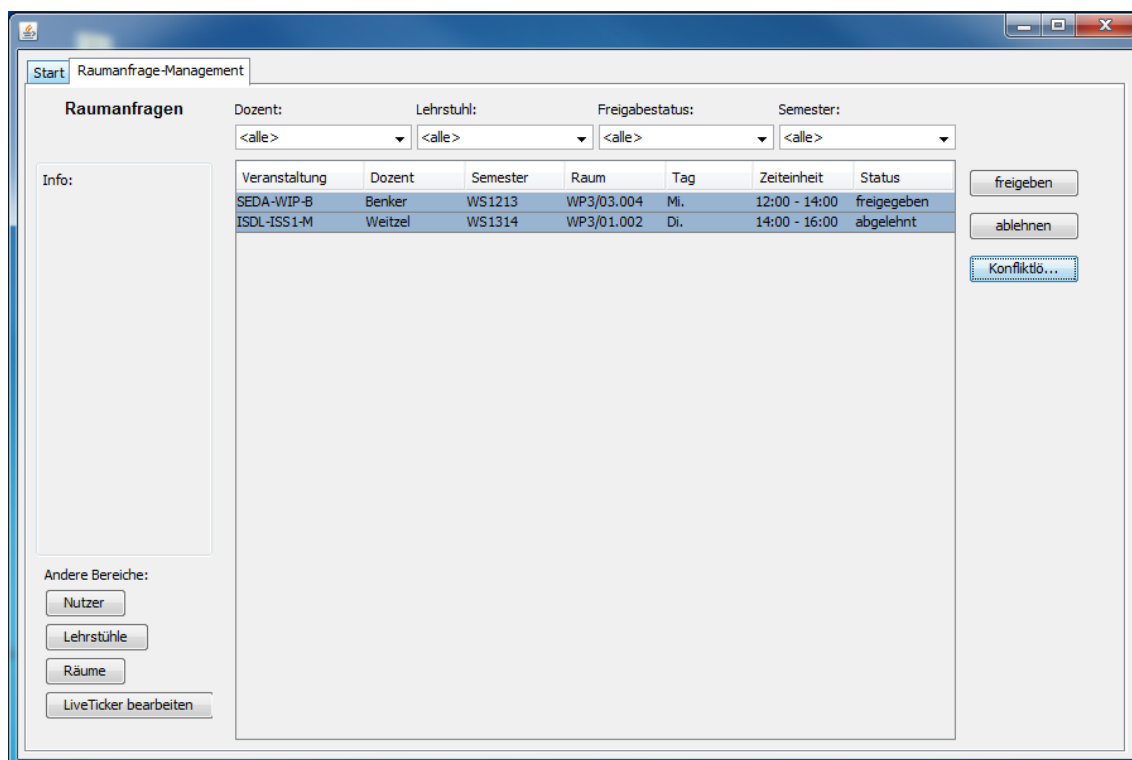 Start Raumanfrage-Management
Raumanfragen
Dozent: Lehrstuhl: Freigabestatus: Semester:
<alle> <alle> <alle> <alle>
Info:
Veranstaltung Dozent Semester Raum Tag Zeiteinheit Status
SEDA-WIP-B Benker WS1213 WP3/03.004 Mi. 12:00 - 14:00 freigegeben
ISDL-ISS1-M Weitzel WS1314 WP3/01.002 Di. 14:00 - 16:00 abgelehnt
freigeben
ablehnen
Konfliktlö...
Andere Bereiche:
Nutzer
Lehrstühle
Räume
LiveTicker bearbeiten